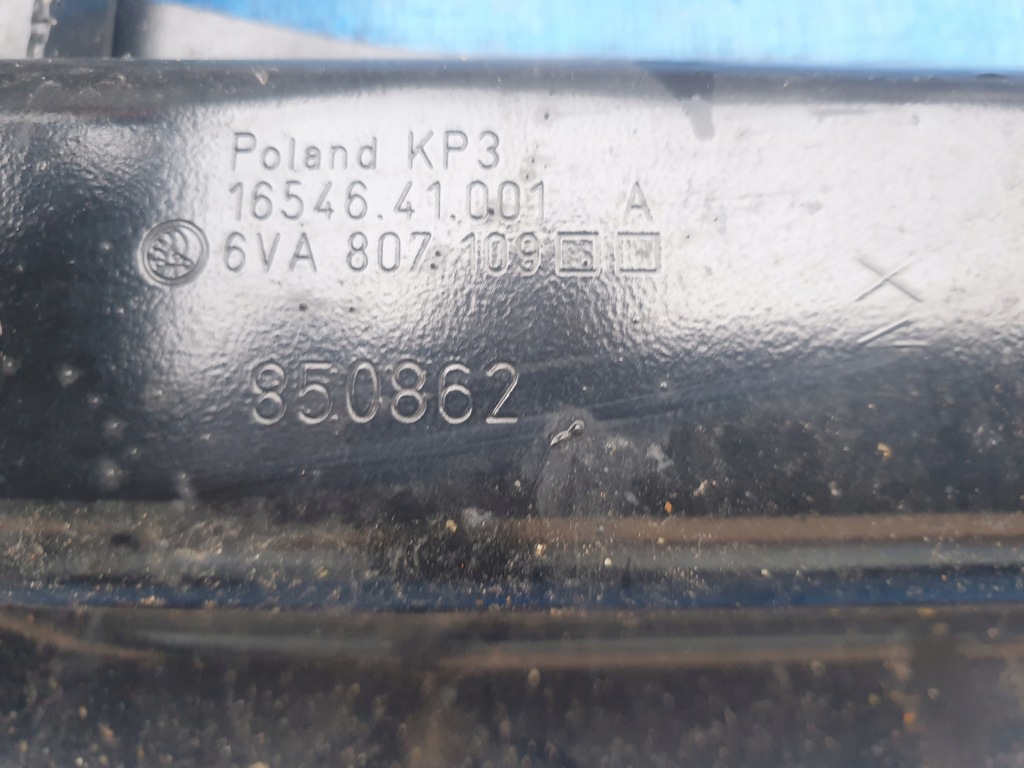 Poland KP3
16546.41.001 A
6VA 807 109
850862